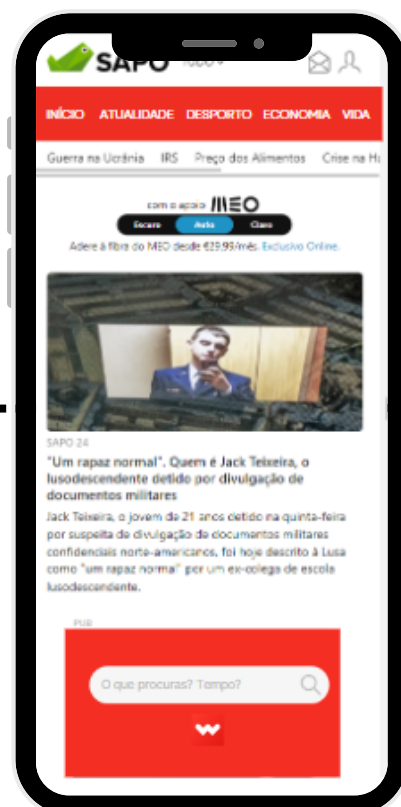 SAPO
INÍCIO ATUALIDADE DESPORTO ECONOMIA VIDA
Guerra na Ucrânia IRS Preço dos Alimentos Crise na Hu
com o apoio MEO
Escuro Auto Claro
Adere à fibra do MEO desde €29.99/mês. Exclusivo Online.
SAPO 24
"Um rapaz normal". Quem é Jack Teixeira, o
lusodescendente detido por divulgação de
documentos militares
Jack Teixeira, o jovem de 21 anos detido na quinta-feira
por suspeita de divulgação de documentos militares
confidenciais norte-americanos, foi hoje descrito à Lusa
como "um rapaz normal" por um ex-colega de escola
lusodescendente.
PUB
O que procuras? Tempo?